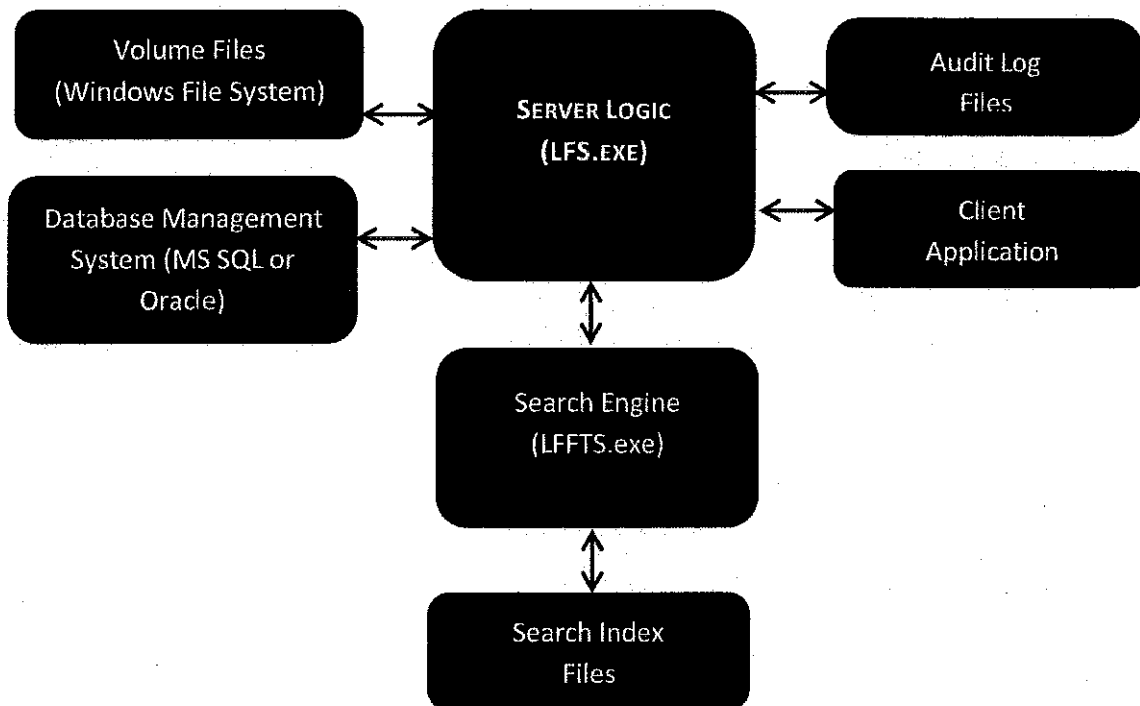 Volume Files
(Windows File System)
SERVER LOGIC
(LFS.EXE)
Audit Log
Files
Database Management
System (MS SQL or
Oracle)
Client
Application
Search Engine
(LFFTS.exe)
Search Index
Files